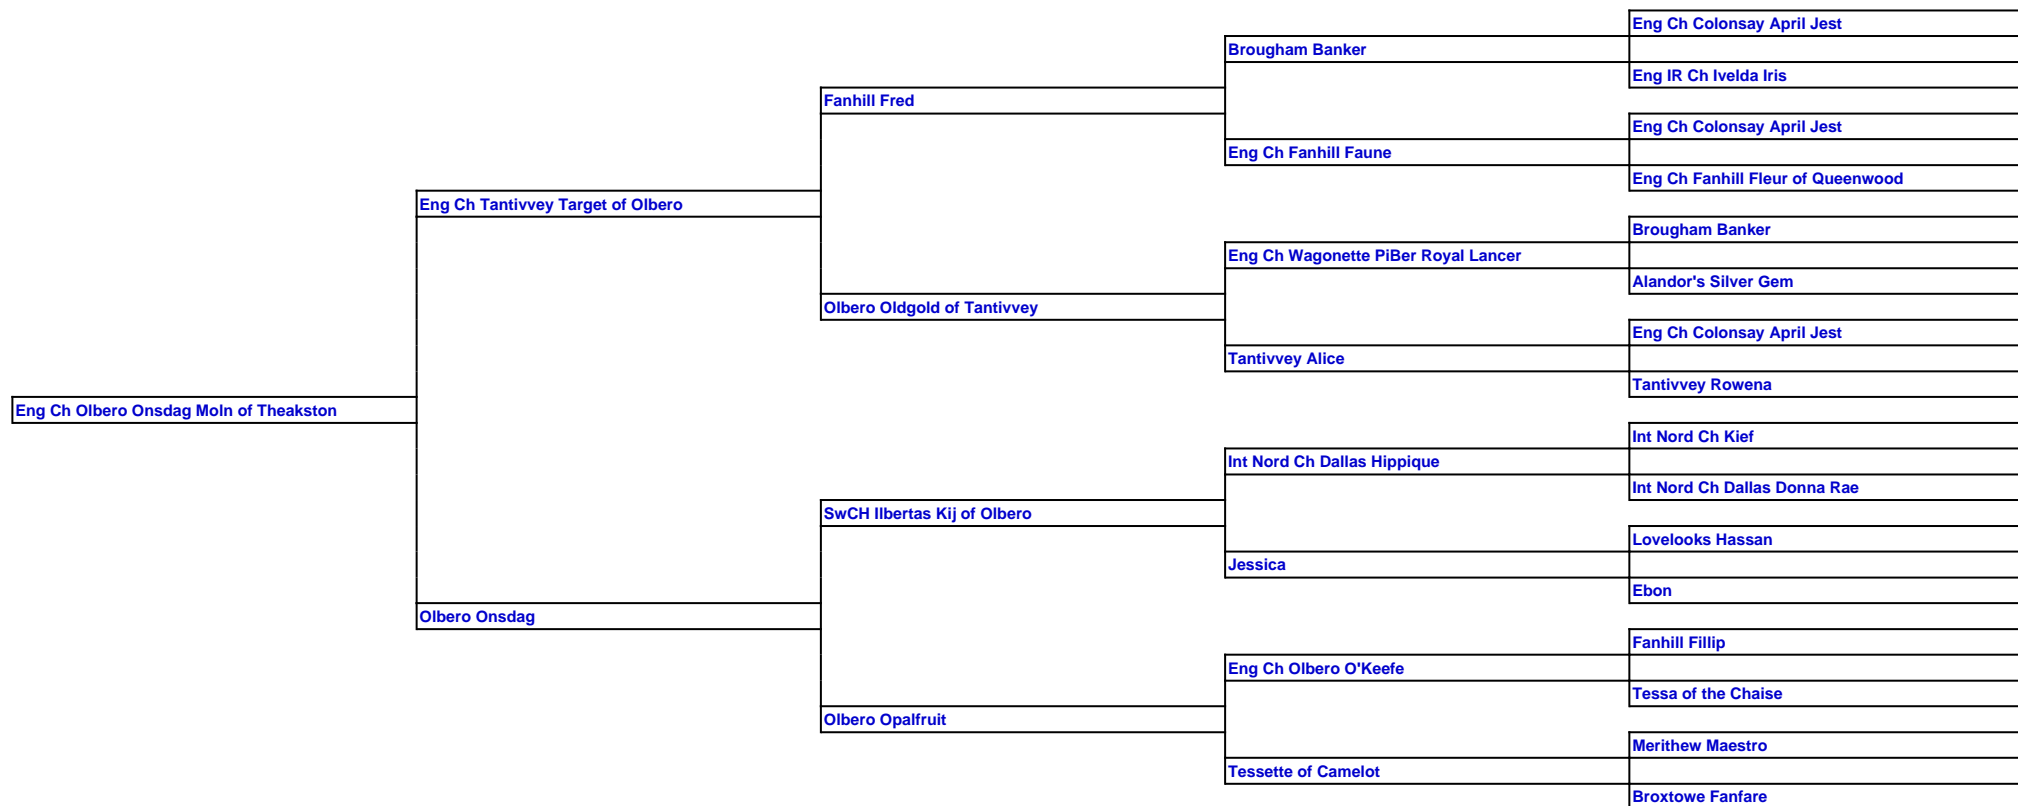 Eng Ch Colonsay April Jest
Brougham Banker
Eng IR Ch Ivelda Iris
Fanhill Fred
Eng Ch Colonsay April Jest
Eng Ch Fanhill Faune
Eng Ch Fanhill Fleur of Queenwood
Eng Ch Tantivvey Target of Olbero
Brougham Banker
Eng Ch Wagonette PiBer Royal Lancer
Alandor's Silver Gem
Olbero Oldgold of Tantivvey
Eng Ch Colonsay April Jest
Tantivvey Alice
Tantivvey Rowena
Eng Ch Olbero Onsdag Moln of Theakston
Int Nord Ch Kief
Int Nord Ch Dallas Hippique
Int Nord Ch Dallas Donna Rae
SwCH Ilbertas Kij of Olbero
Lovelooks Hassan
Jessica
Ebon
Olbero Onsdag
Fanhill Fillip
Eng Ch Olbero O'Keefe
Tessa of the Chaise
Olbero Opalfruit
Merithew Maestro
Tessette of Camelot
Broxtowe Fanfare